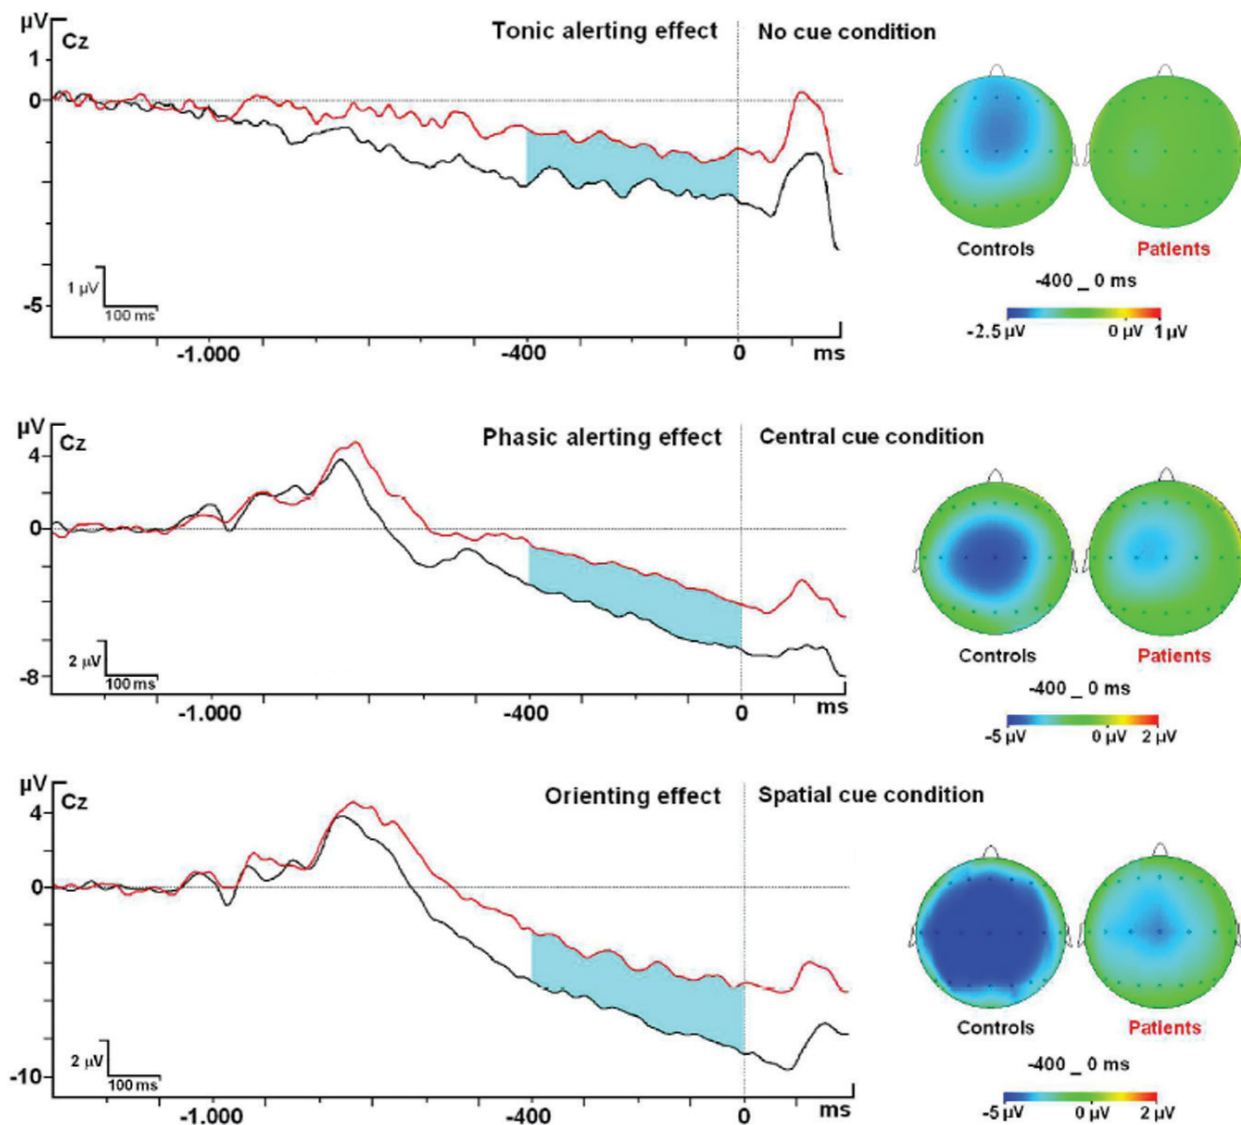 µV
Cz
Tonic alerting effect
No cue condition
1
0
-5
1 µV
100 ms
-1.000
-400
0
ms
Controls
Patients
-400 _ 0 ms
-2.5 µV
0 µV
1 µV
µV
Cz
Phasic alerting effect
Central cue condition
4
0
-8
2 µV
100 ms
-1.000
-400
0
ms
Controls
Patients
-400 _ 0 ms
-5 µV
0 µV
2 µV
µV
Cz
Orienting effect
Spatial cue condition
4
0
-10
2 µV
100 ms
-1.000
-400
0
ms
Controls
Patients
-400 _ 0 ms
-5 µV
0 µV
2 µV